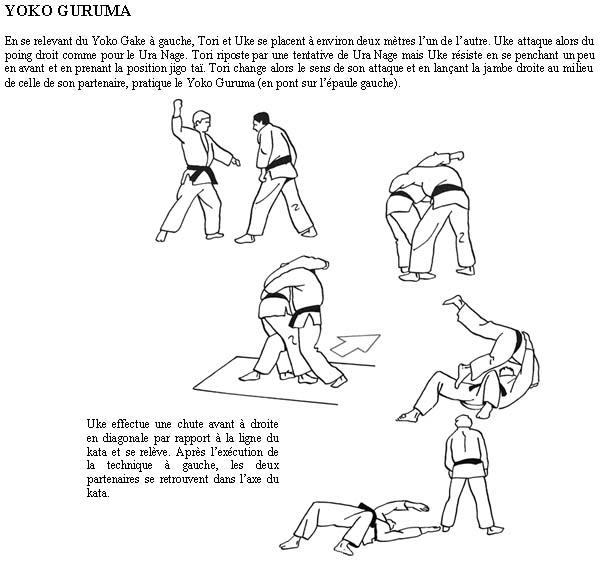 YOKO GURUMA
En se relevant du Yoko Gake à gauche, Tori et Uke se placent à environ deux mètres l'un de l'autre. Uke attaque alors du
poing droit comme pour le Ura Nage. Tori riposte par une tentative de Ura Nage mais Uke résiste en se penchant un peu
en avant et en prenant la position jigo taï. Tori change alors le sens de son attaque et en lançant la jambe droite au milieu
de celle de son partenaire, pratique le Yoko Guruma (en pont sur l'épaule gauche).
Uke effectue une chute avant à droite
en diagonale par rapport à la ligne du
kata et se relève. Après l'exécution de
la technique à gauche, les deux
partenaires se retrouvent dans l'axe du
kata.